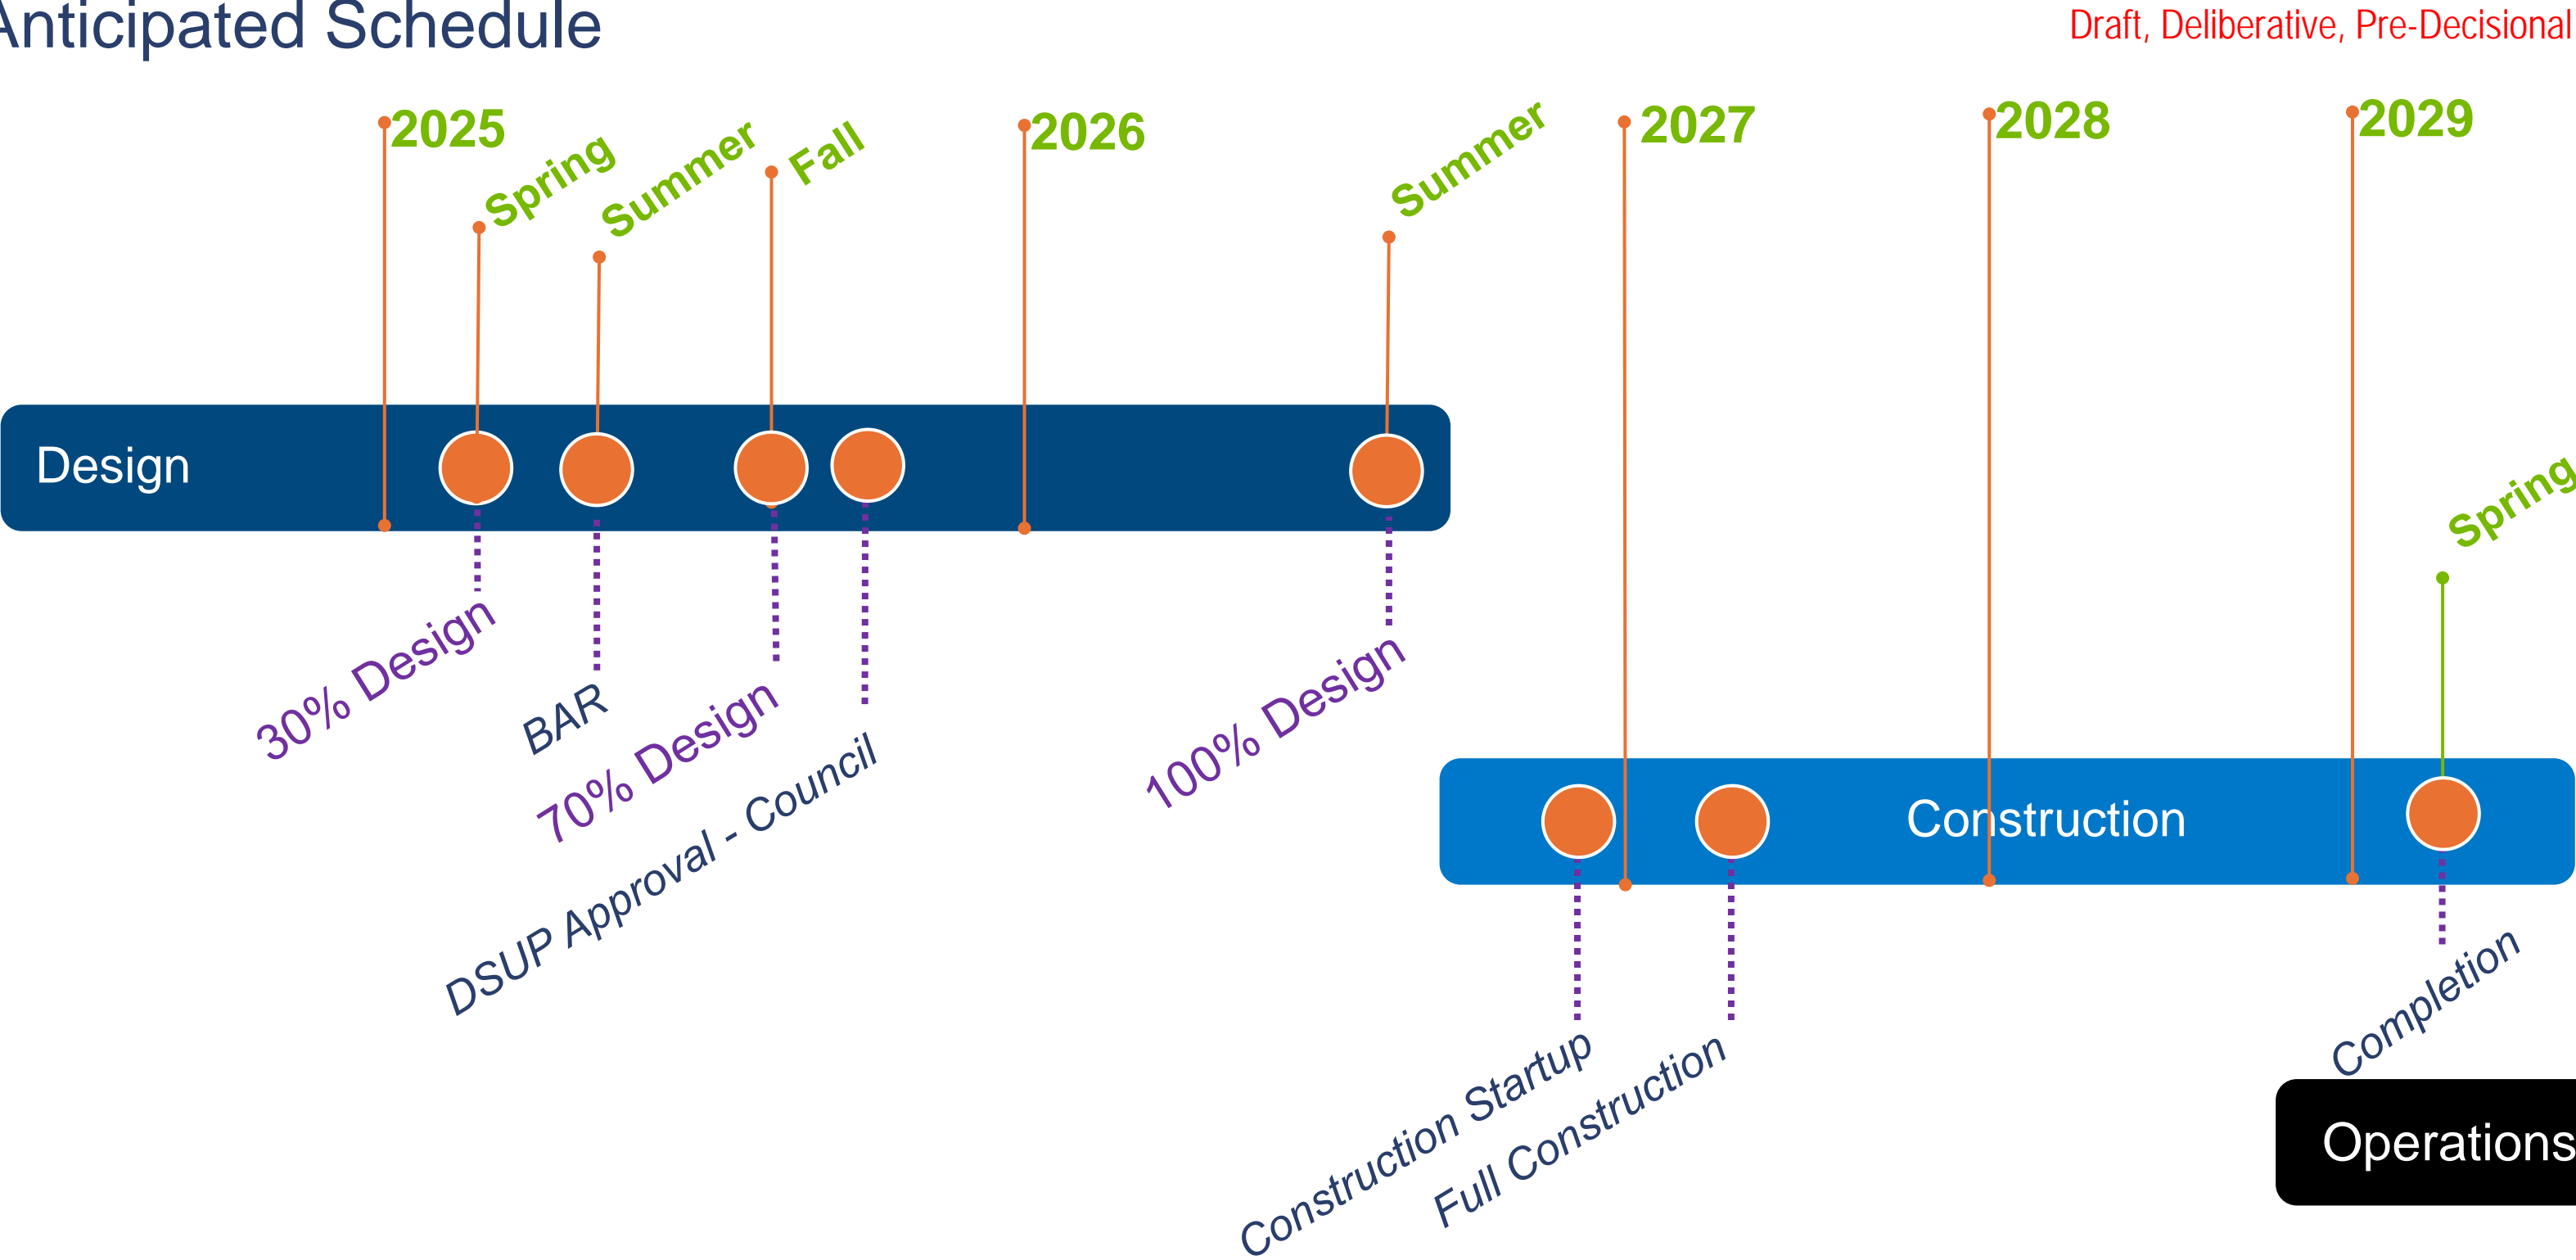 Anticipated Schedule
Draft, Deliberative, Pre-Decisional
2025
Spring
Summer
Fall
2026
Summer
2027
2028
2029
Design
Spring
30% Design
BAR
70% Design
DSUP Approval - Council
100% Design
Construction
Construction Startup
Full Construction
Completion
Operations